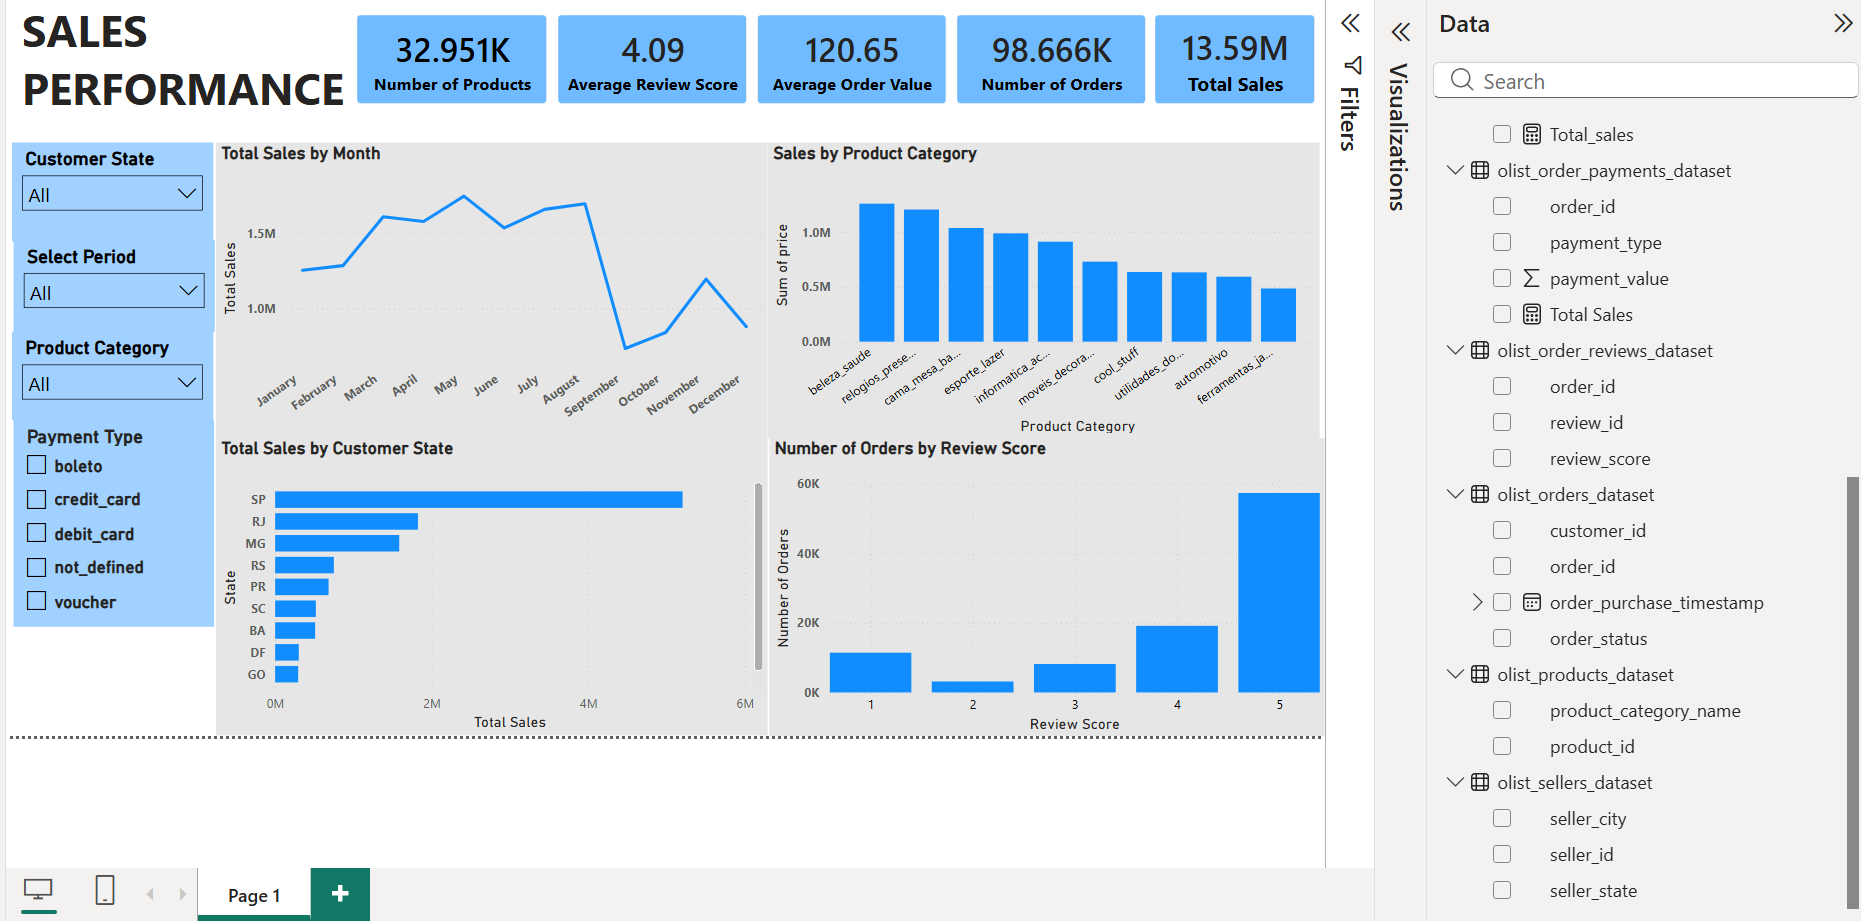 SALES
PERFORMANCE
32.951K
Number of Products
4.09
Average Review Score
120.65
Average Order Value
98.666K
Number of Orders
13.59M
Total Sales
Customer State
All
Select Period
All
Product Category
All
Payment Type
boleto
credit_card
debit_card
not_defined
voucher
Total Sales by Month
Total Sales
1.5M
1.0M
January
February
March
April
May
June
July
August
September
October
November
December
Sales by Product Category
Sum of price
1.0M
0.5M
0.0M
beleza_saude
relogios_prese...
cama_mesa_ba...
esporte_lazer
informatica_ac...
moveis_decora...
cool_stuff
utilidades_do...
automotivo
ferramentas_ja...
Product Category
Total Sales by Customer State
State
SP
RJ
MG
RS
PR
SC
BA
DF
GO
0M
2M
4M
6M
Total Sales
Number of Orders by Review Score
Number of Orders
60K
40K
20K
0K
1
2
3
4
5
Review Score
Page 1
Filters
Visualizations
Data
Search
Total_sales
olist_order_payments_dataset
order_id
payment_type
payment_value
Total Sales
olist_order_reviews_dataset
order_id
review_id
review_score
olist_orders_dataset
customer_id
order_id
order_purchase_timestamp
order_status
olist_products_dataset
product_category_name
product_id
olist_sellers_dataset
seller_city
seller_id
seller_state